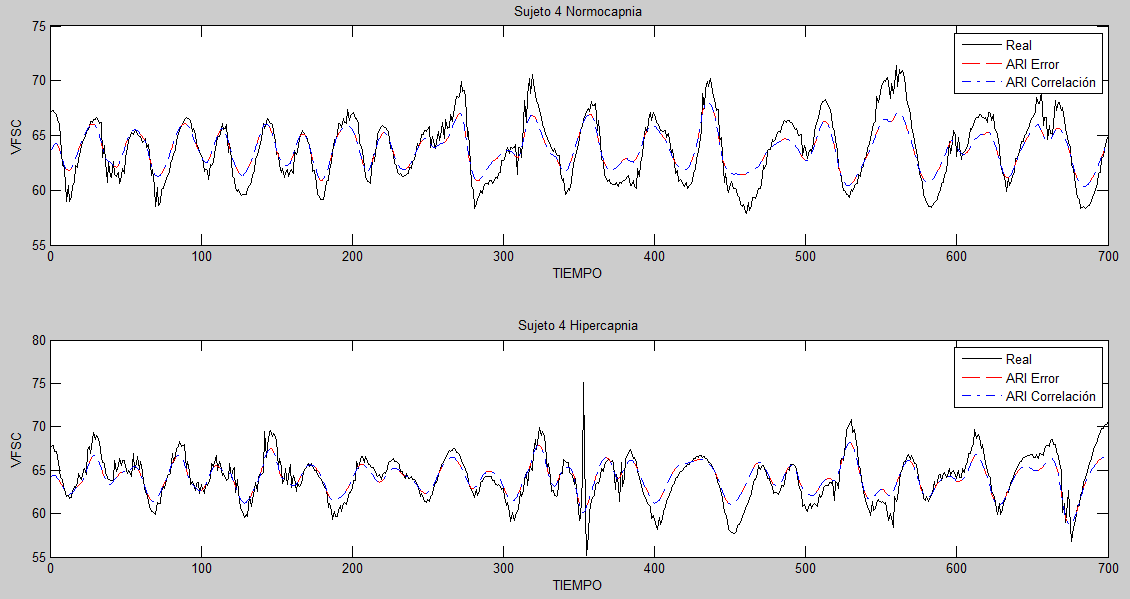 Sujeto 4 Normocapnia
75
70
65
60
55
VFSC
0 100 200 300 400 500 600 700
TIEMPO
Real
ARI Error
ARI Correlación
Sujeto 4 Hipercapnia
80
75
70
65
60
55
VFSC
0 100 200 300 400 500 600 700
TIEMPO
Real
ARI Error
ARI Correlación